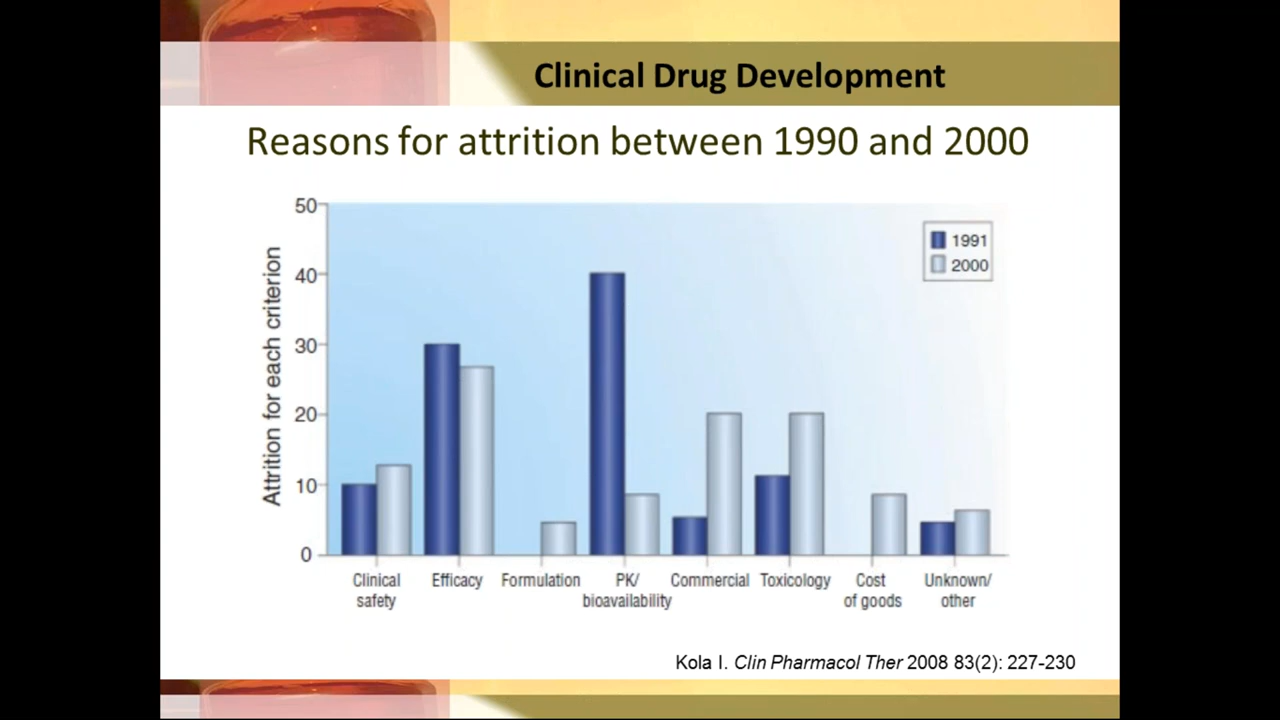 Clinical Drug Development
Reasons for attrition between 1990 and 2000
Attrition for each criterion
50
40
30
20
10
0
1991
2000
Clinical safety
Efficacy
Formulation
PK/ bioavailability
Commercial
Toxicology
Cost of goods
Unknown/ other
Kola I. Clin Pharmacol Ther 2008 83(2): 227-230